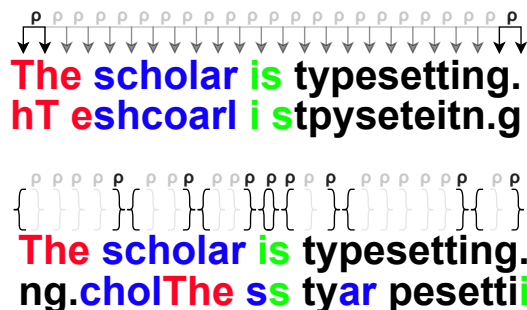 ρ ρ ρ ρ ρ ρ ρ ρ ρ ρ ρ ρ ρ ρ ρ ρ ρ ρ ρ ρ ρ
The scholar is typesetting.
hT eshcoarl i stpyseteitn.g
ρ ρ ρ ρ ρ ρ ρ ρ ρ ρ ρ ρ ρ ρ ρ ρ ρ ρ ρ ρ ρ ρ ρ
The scholar is typesetting.
ng.cholThe ss tyar pesettii